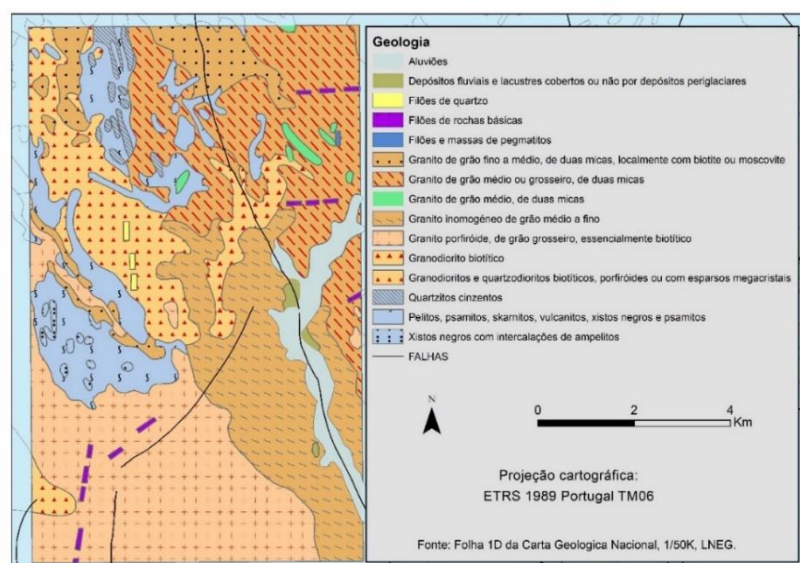 Geologia
Aluviões
Depósitos fluviais e lacustres cobertos ou não por depósitos periglaciares
Filões de quartzo
Filões de rochas básicas
Filões e massas de pegmatitos
Granito de grão fino a médio, de duas micas, localmente com biotite ou moscovite
Granito de grão médio ou grosseiro, de duas micas
Granito de grão médio, de duas micas
Granito inomogéneo de grão médio a fino
Granito porfiróide, de grão grosseiro, essencialmente biotítico
Granodiorito biotítico
Granodioritos e quartzodioritos biotíticos, porfiróides ou com esparsos megacristais
Quartzitos cinzentos
Pelitos, psamitos, skarnitos, vulcanitos, xistos negros e psamitos
Xistos negros com intercalações de ampelitos
FALHAS
N
0 2 4
Km
Projeção cartográfica:
ETRS 1989 Portugal TM06
Fonte: Folha 1D da Carta Geologica Nacional, 1/50K, LNEG.